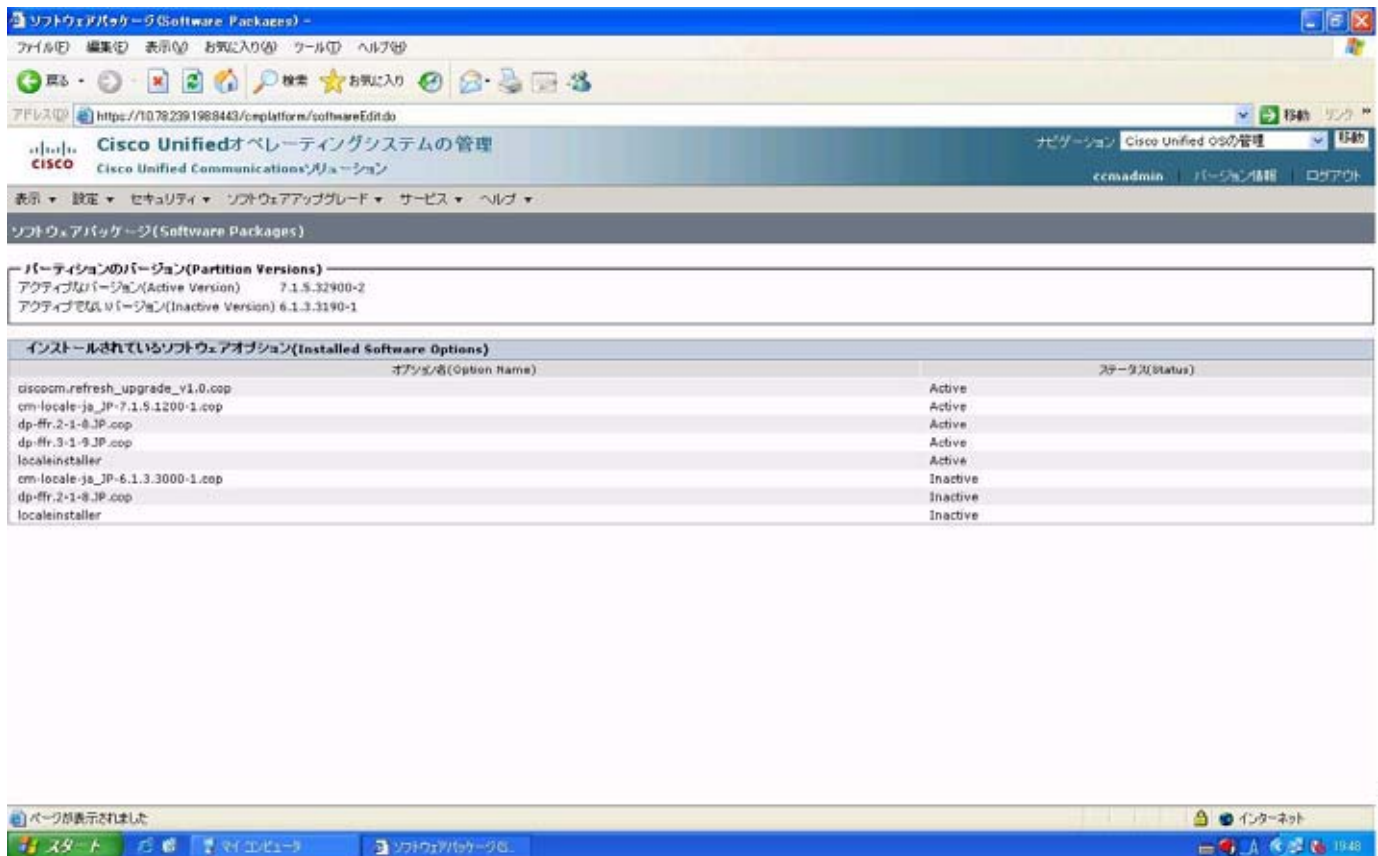 ソフトウェアパッケージ(Software Packages) -
ファイル(F) 編集(E) 表示(V) お気に入り(A) ツール(T) ヘルプ(H)
戻る 検索 お気に入り
アドレス(D) https://10.78.239.198:8443/cmplatform/softwareEdit.do 移動 リンク »
CISCO
Cisco Unifiedオペレーティングシステムの管理
Cisco Unified Communicationsソリューション
ナビゲーション Cisco Unified OSの管理 移動
ccmadmin バージョン情報 ログアウト
表示 ▼ 設定 ▼ セキュリティ ▼ ソフトウェアアップグレード ▼ サービス ▼ ヘルプ ▼
ソフトウェアパッケージ(Software Packages)
パーティションのバージョン(Partition Versions)
アクティブなバージョン(Active Version) 7.1.5.32900-2
アクティブでないバージョン(Inactive Version) 6.1.3.3190-1
インストールされているソフトウェアオプション(Installed Software Options)
オプション名(Option Name) ステータス(Status)
ciscocm.refresh_upgrade_v1.0.cop Active
cm-locale-ja_JP-7.1.5.1200-1.cop Active
dp-ffr.2-1-8.JP.cop Active
dp-ffr.3-1-9.JP.cop Active
localeinstaller Active
cm-locale-ja_JP-6.1.3.3000-1.cop Inactive
dp-ffr.2-1-8.JP.cop Inactive
localeinstaller Inactive
ページが表示されました インターネット
スタート マイ コンピュータ ソフトウェアパッケージ(S... A 19:48